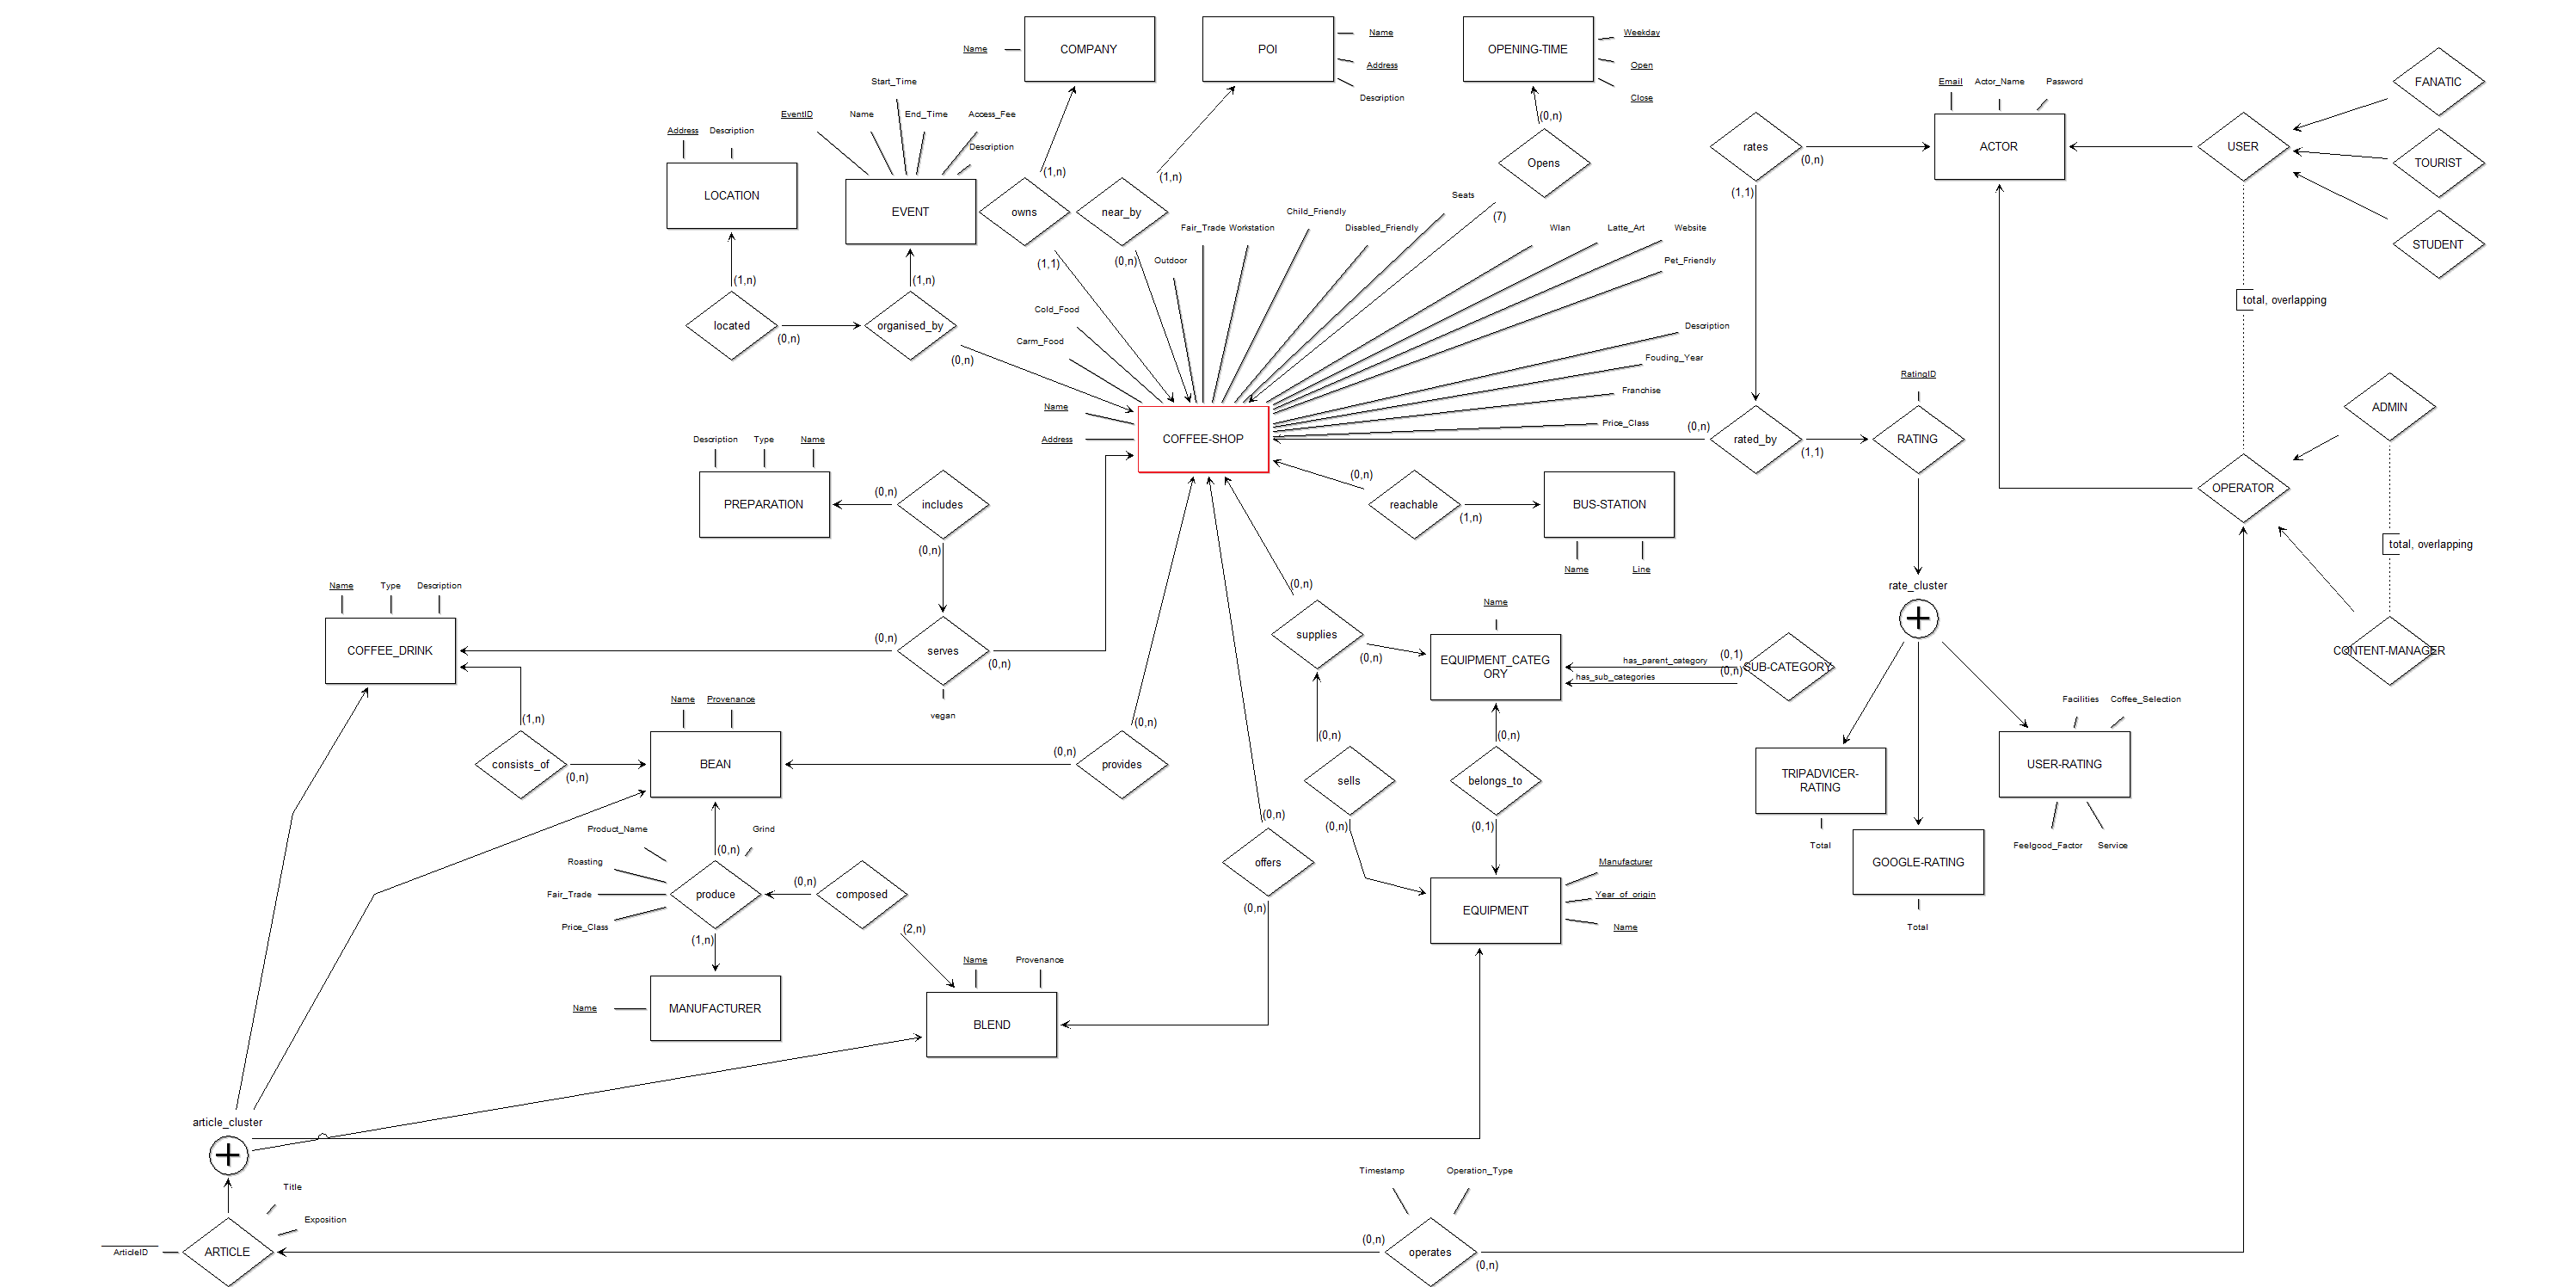 COMPANY
Name
POI
Name
Address
Description
OPENING-TIME
Weekday
Open
Close
(0,n)
Opens
(7)
Start_Time
EventID
Name
End_Time
Access_Fee
Description
EVENT
Address
Description
LOCATION
(1,n)
located
(0,n)
(1,n)
organised_by
(0,n)
(1,n)
owns
(1,1)
(1,n)
near_by
(0,n)
Outdoor
Fair_Trade
Workstation
Child_Friendly
Disabled_Friendly
Seats
Wlan
Latte_Art
Website
Pet_Friendly
Cold_Food
Carm_Food
Name
Address
COFFEE-SHOP
Description
Fouding_Year
Franchise
Price_Class
rates
(0,n)
(1,1)
Email
Actor_Name
Password
ACTOR
USER
FANATIC
TOURIST
STUDENT
total, overlapping
(0,n)
rated_by
(1,1)
RatingID
RATING
ADMIN
OPERATOR
total, overlapping
CONTENT-MANAGER
Description
Type
Name
PREPARATION
(0,n)
includes
(0,n)
(0,n)
reachable
(1,n)
BUS-STATION
Name
Line
rate_cluster
Name
Type
Description
COFFEE_DRINK
(0,n)
serves
(0,n)
vegan
(0,n)
supplies
(0,n)
Name
EQUIPMENT_CATEG
ORY
has_parent_category
has_sub_categories
(0,1)
(0,n)
SUB-CATEGORY
Facilities
Coffee_Selection
USER-RATING
Feelgood_Factor
Service
TRIPADVICER-
RATING
Total
GOOGLE-RATING
Total
(1,n)
consists_of
(0,n)
Name
Provenance
BEAN
(0,n)
(0,n)
provides
(0,n)
sells
(0,n)
(0,n)
belongs_to
(0,1)
(0,n)
offers
(0,n)
Product_Name
Grind
Roasting
Fair_Trade
Price_Class
(0,n)
produce
(1,n)
(0,n)
composed
(2,n)
Manufacturer
Year_of_origin
Name
EQUIPMENT
Name
MANUFACTURER
Name
Provenance
BLEND
article_cluster
Title
Exposition
ArticleID
ARTICLE
Timestamp
Operation_Type
(0,n)
operates
(0,n)